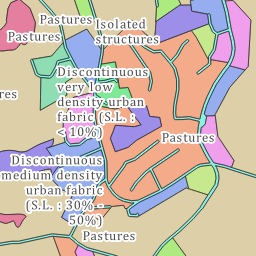 Pastures
Isolated
structures
Pastures
Discontinuous
very low
density urban
fabric (S.L. :
< 10%)
res
Pastures
Discontinuous
medium density
urban fabric
(S.L. : 30% -
50%)
Pastures